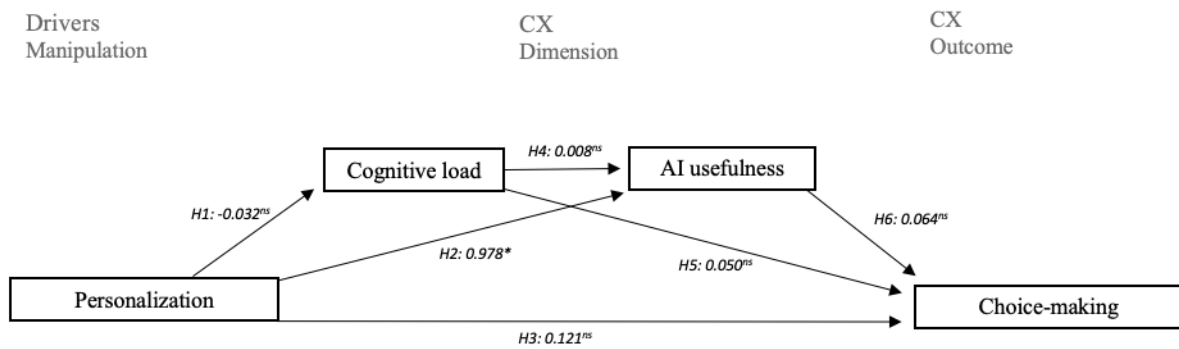 Drivers
Manipulation
CX
Dimension
CX
Outcome
Cognitive load
H4: 0.008ns
AI usefulness
H1: -0.032ns
H2: 0.978*
H5: 0.050ns
H6: 0.064ns
Personalization
Choice-making
H3: 0.121ns